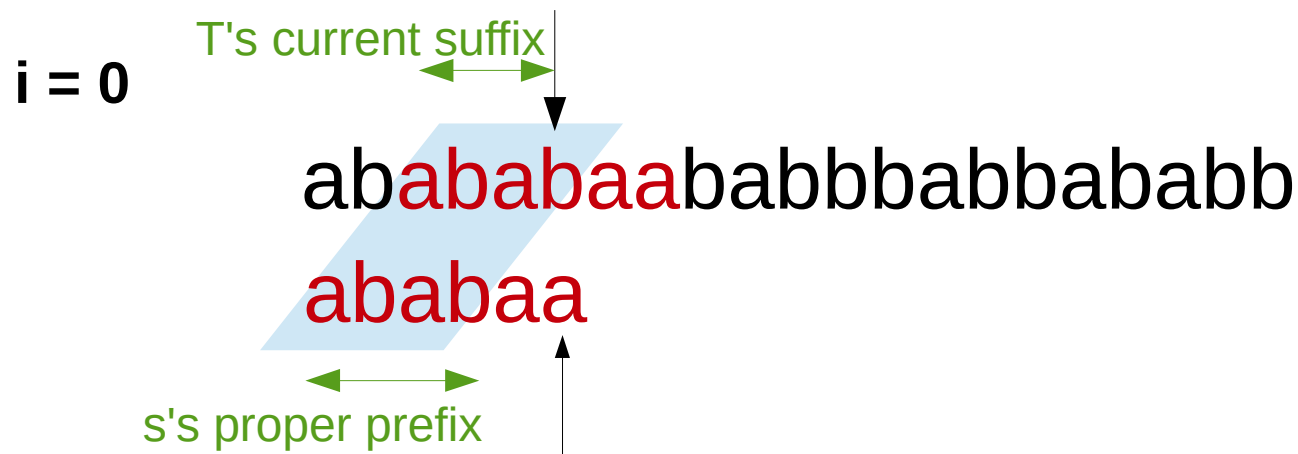 T's current suffix
i = 0
abababaababbbabbababb
ababaa
s's proper prefix